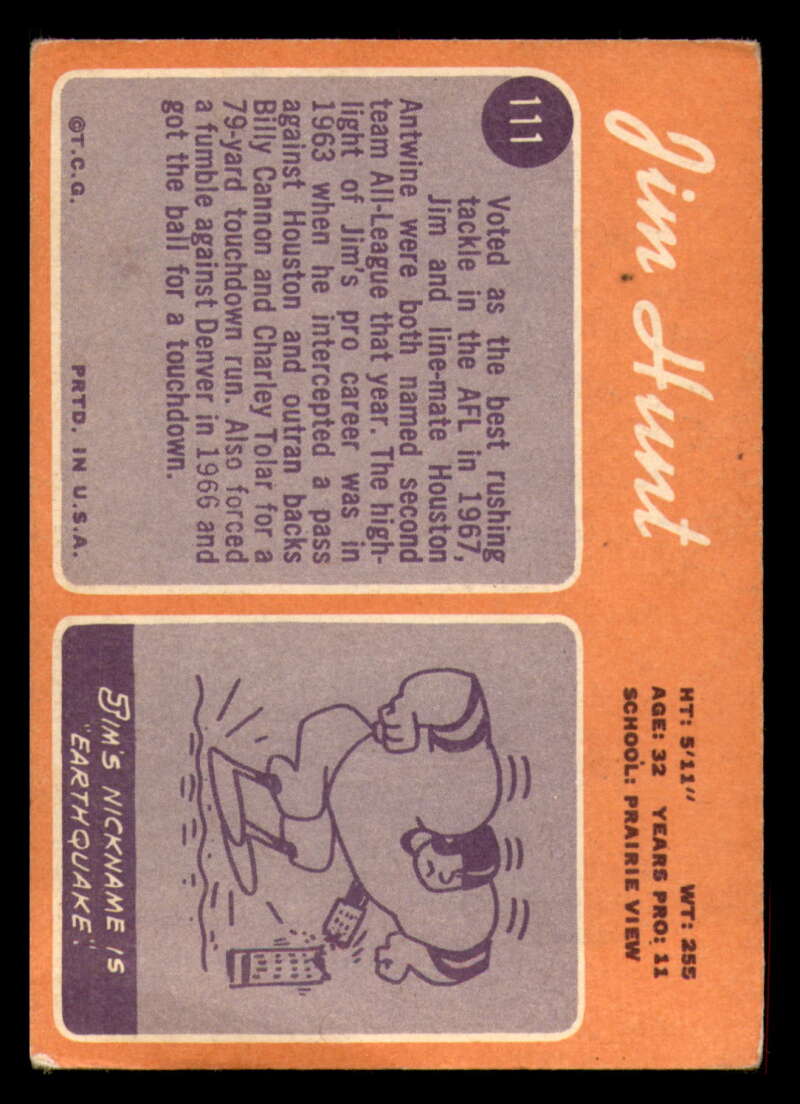 Jim Hunt
HT: 5'11" WT: 255
AGE: 32 YEARS PRO: 11
SCHOOL: PRAIRIE VIEW
111
Voted as the best rushing
tackle in the AFL in 1967,
Jim and line-mate Houston
Antwine were both named second
team All-League that year. The high-
light of Jim's pro career was in
1963 when he intercepted a pass
against Houston and outran backs
Billy Cannon and Charley Tolar for a
79-yard touchdown run. Also forced
a fumble against Denver in 1966 and
got the ball for a touchdown.
©T.C.G. PRTD. IN U.S.A.
JIM'S NICKNAME IS
"EARTHQUAKE".